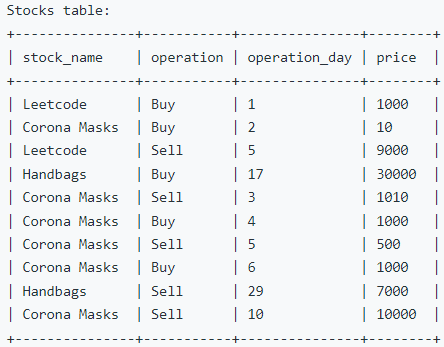 Stocks table:
+---------------+-----------+---------------+--------+
| stock_name    | operation | operation_day | price  |
+---------------+-----------+---------------+--------+
| Leetcode      | Buy       | 1             | 1000   |
| Corona Masks  | Buy       | 2             | 10     |
| Leetcode      | Sell      | 5             | 9000   |
| Handbags      | Buy       | 17            | 30000  |
| Corona Masks  | Sell      | 3             | 1010   |
| Corona Masks  | Buy       | 4             | 1000   |
| Corona Masks  | Sell      | 5             | 500    |
| Corona Masks  | Buy       | 6             | 1000   |
| Handbags      | Sell      | 29            | 7000   |
| Corona Masks  | Sell      | 10            | 10000  |
+---------------+-----------+---------------+--------+